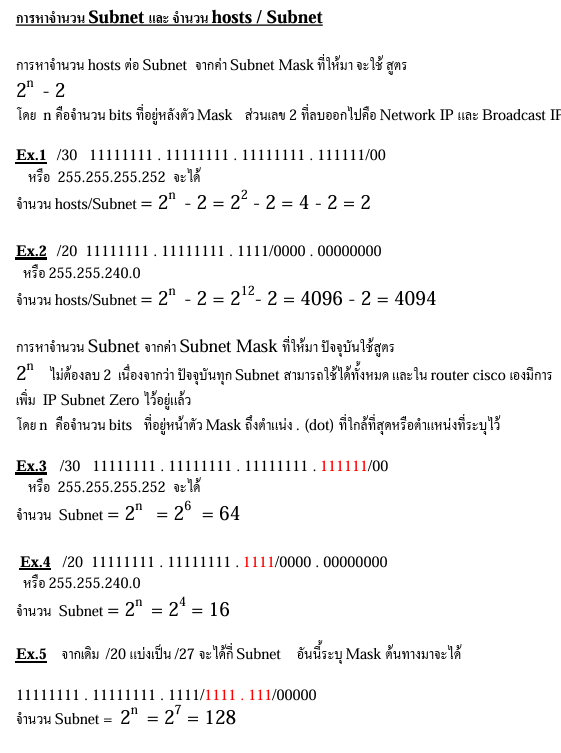 การหาจำนวน Subnet และ จำนวน hosts / Subnet
การหาจำนวน hosts ต่อ Subnet จากค่า Subnet Mask ที่ให้มา จะใช้ สูตร
2ⁿ - 2
โดย n คือจำนวน bits ที่อยู่หลังตัว Mask ส่วนเลข 2 ที่ลบออกไปคือ Network IP และ Broadcast IP
Ex.1 /30 11111111 . 11111111 . 11111111 . 111111/00
หรือ 255.255.255.252 จะได้
จำนวน hosts/Subnet = 2ⁿ - 2 = 2² - 2 = 4 - 2 = 2
Ex.2 /20 11111111 . 11111111 . 1111/0000 . 00000000
หรือ 255.255.240.0
จำนวน hosts/Subnet = 2ⁿ - 2 = 2¹²- 2 = 4096 - 2 = 4094
การหาจำนวน Subnet จากค่า Subnet Mask ที่ให้มา ปัจจุบันใช้สูตร
2ⁿ ไม่ต้องลบ 2 เนื่องจากว่า ปัจจุบันทุก Subnet สามารถใช้ได้ทั้งหมด และใน router cisco เองมีการ
เพิ่ม IP Subnet Zero ไว้อยู่แล้ว
โดย n คือจำนวน bits ที่อยู่หน้าตัว Mask ถึงตำแน่ง . (dot) ที่ใกล้ที่สุดหรือตำแหน่งที่ระบุไว้
Ex.3 /30 11111111 . 11111111 . 11111111 . 111111/00
หรือ 255.255.255.252 จะได้
จำนวน Subnet = 2ⁿ = 2⁶ = 64
Ex.4 /20 11111111 . 11111111 . 1111/0000 . 00000000
หรือ 255.255.240.0
จำนวน Subnet = 2ⁿ = 2⁴ = 16
Ex.5 จากเดิม /20 แบ่งเป็น /27 จะได้กี่ Subnet อันนี้ระบุ Mask ต้นทางมาจะได้
11111111 . 11111111 . 1111/1111 . 111/00000
จำนวน Subnet = 2ⁿ = 2⁷ = 128